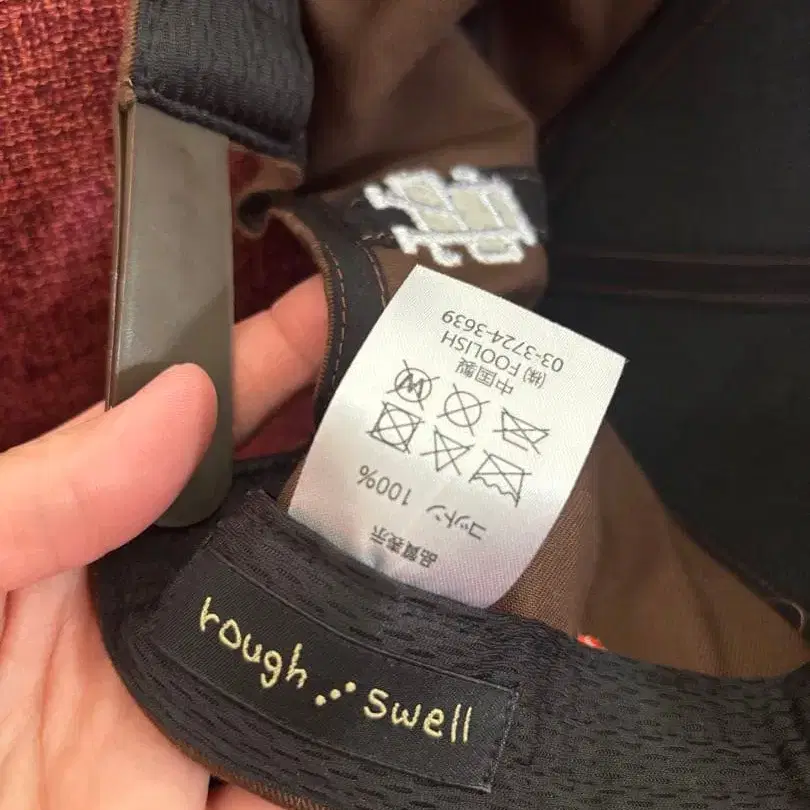 品質表示
コットン 100%
W
中国製
(株) FOOLISH
03-3724-3639
rough swell